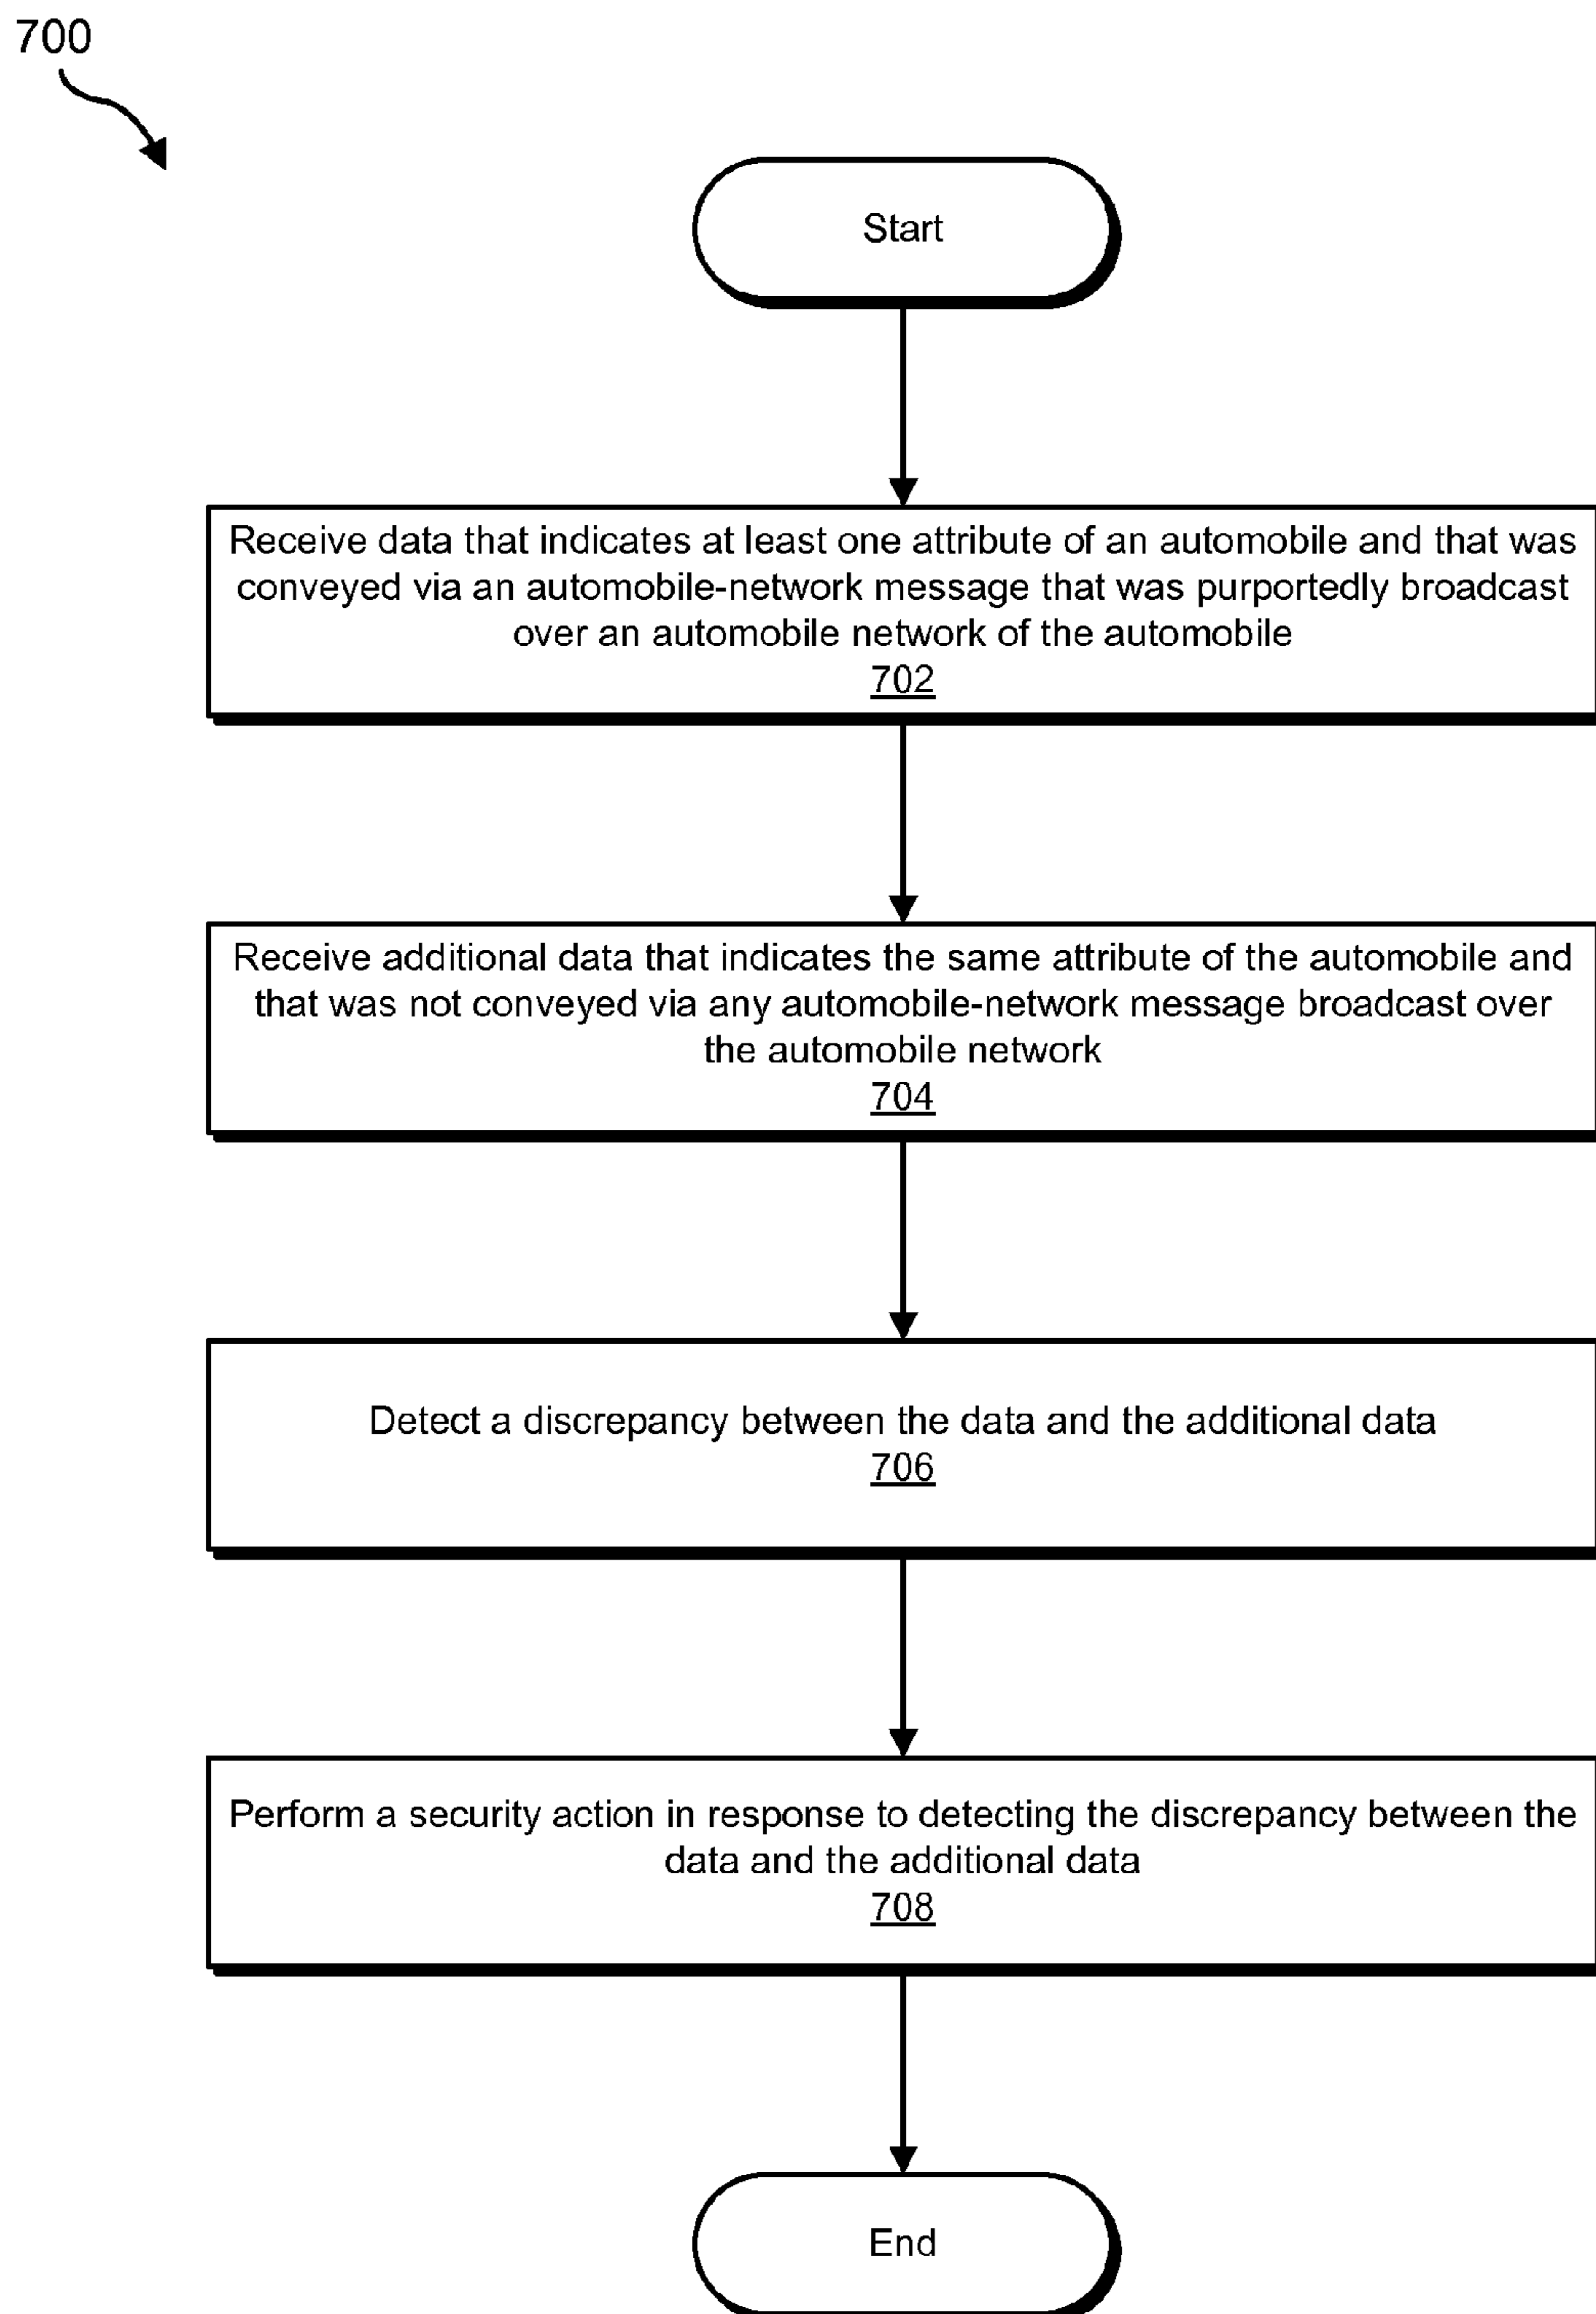 700
Start
Receive data that indicates at least one attribute of an automobile and that was
conveyed via an automobile-network message that was purportedly broadcast
over an automobile network of the automobile
702
Receive additional data that indicates the same attribute of the automobile and
that was not conveyed via any automobile-network message broadcast over
the automobile network
704
Detect a discrepancy between the data and the additional data
706
Perform a security action in response to detecting the discrepancy between the
data and the additional data
708
End